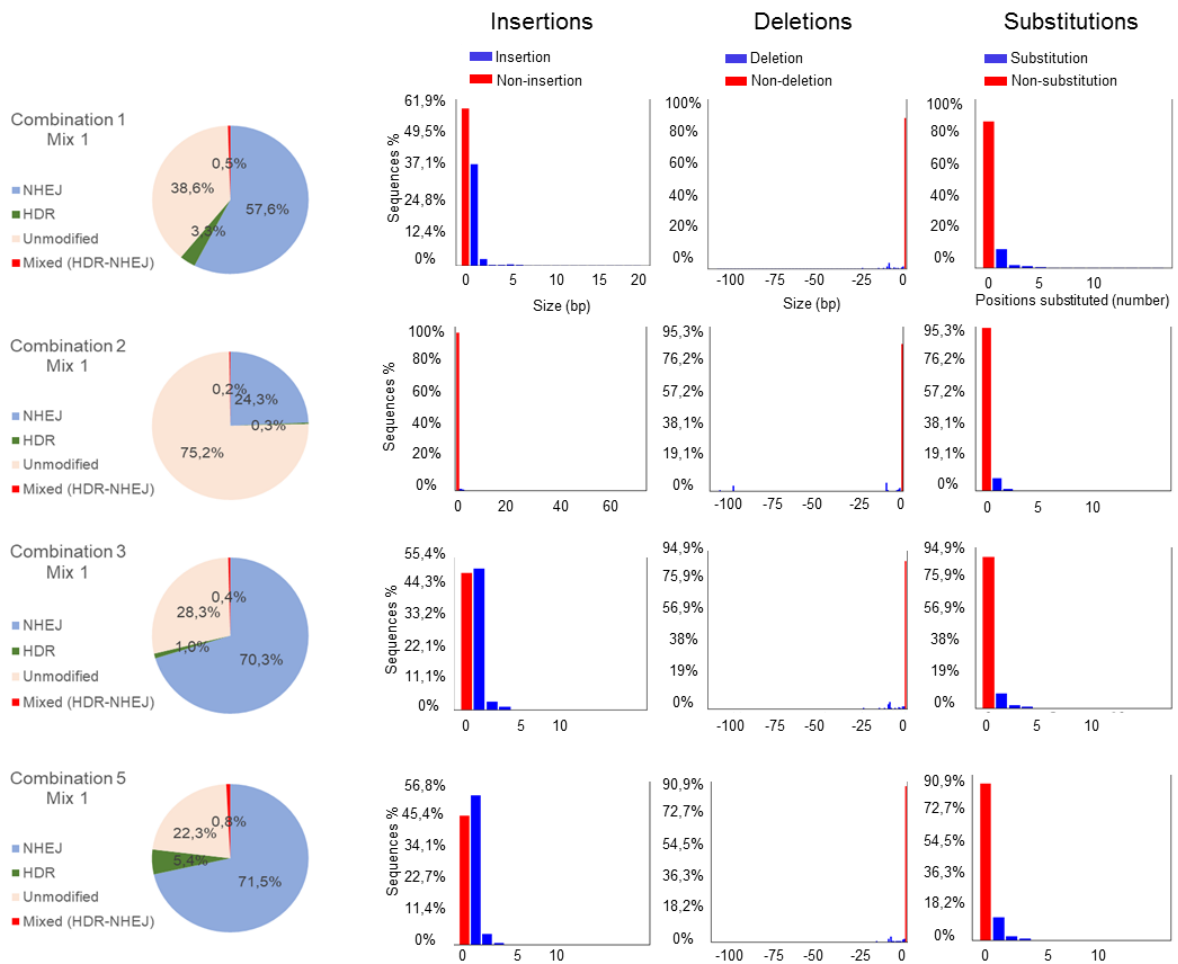 Insertions
Deletions
Substitutions
Insertion
Non-insertion
Deletion
Non-deletion
Substitution
Non-substitution
Combination 1
Mix 1
NHEJ
HDR
Unmodified
Mixed (HDR-NHEJ)
0,5%
38,6%
57,6%
3,3%
Sequences %
61,9%
49,5%
37,1%
24,8%
12,4%
0%
0 5 10 15 20
Size (bp)
100%
80%
60%
40%
20%
0%
-100 -75 -50 -25 0
Size (bp)
100%
80%
60%
40%
20%
0%
0 5 10
Positions substituted (number)
Combination 2
Mix 1
NHEJ
HDR
Unmodified
Mixed (HDR-NHEJ)
0,2%
24,3%
0,3%
75,2%
Sequences %
100%
80%
60%
40%
20%
0%
0 20 40 60
95,3%
76,2%
57,2%
38,1%
19,1%
0%
-100 -75 -50 -25 0
95,3%
76,2%
57,2%
38,1%
19,1%
0%
0 5 10
Combination 3
Mix 1
NHEJ
HDR
Unmodified
Mixed (HDR-NHEJ)
0,4%
28,3%
1,0%
70,3%
Sequences %
55,4%
44,3%
33,2%
22,1%
11,1%
0%
0 5 10
94,9%
75,9%
56,9%
38%
19%
0%
-100 -75 -50 -25 0
94,9%
75,9%
56,9%
38%
19%
0%
0 5 10
Combination 5
Mix 1
NHEJ
HDR
Unmodified
Mixed (HDR-NHEJ)
0,8%
22,3%
5,4%
71,5%
Sequences %
56,8%
45,4%
34,1%
22,7%
11,4%
0%
0 5 10
90,9%
72,7%
54,5%
36,3%
18,2%
0%
-100 -75 -50 -25 0
90,9%
72,7%
54,5%
36,3%
18,2%
0%
0 5 10